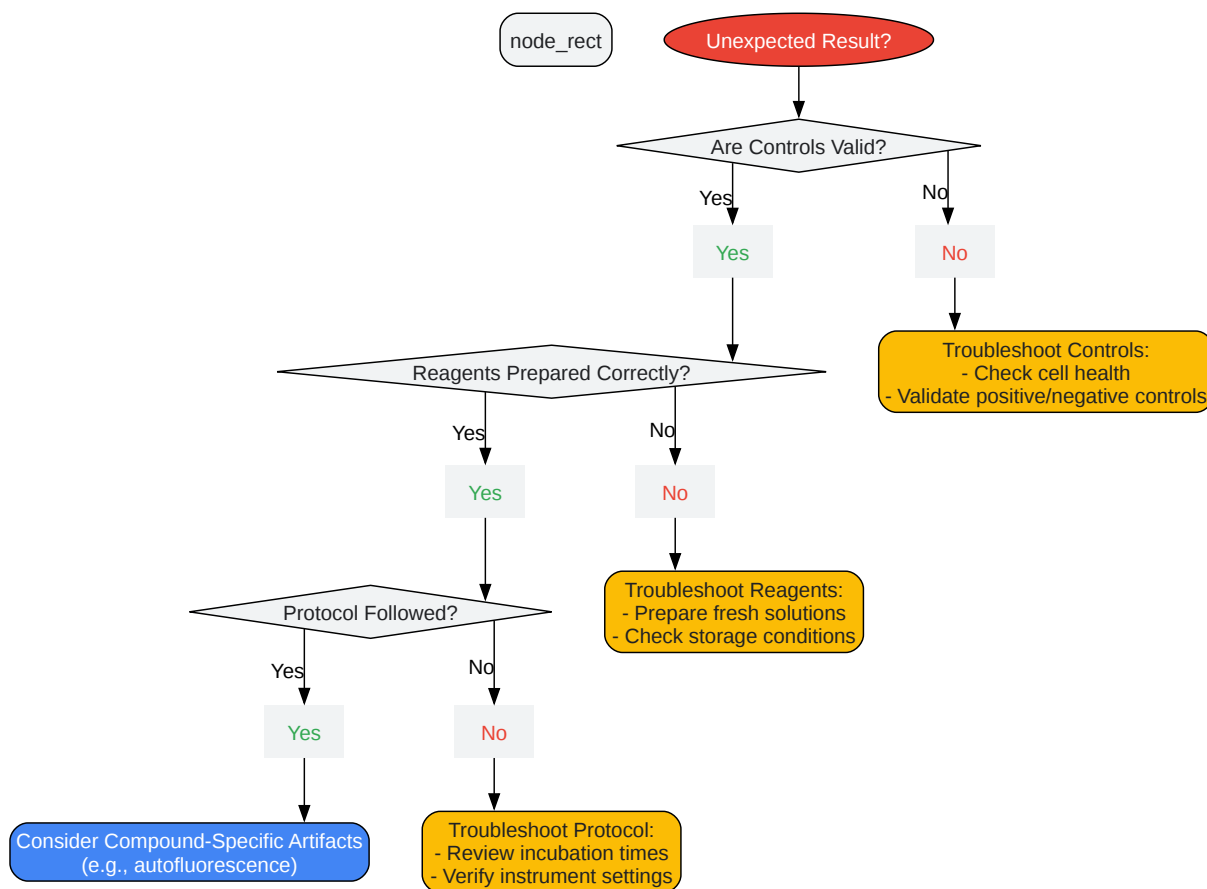 node_rect
Unexpected Result?
Are Controls Valid?
Yes
No
Yes
No
Troubleshoot Controls:
- Check cell health
- Validate positive/negative controls
Reagents Prepared Correctly?
Yes
No
Yes
No
Troubleshoot Reagents:
- Prepare fresh solutions
- Check storage conditions
Protocol Followed?
Yes
No
Yes
No
Consider Compound-Specific Artifacts
(e.g., autofluorescence)
Troubleshoot Protocol:
- Review incubation times
- Verify instrument settings